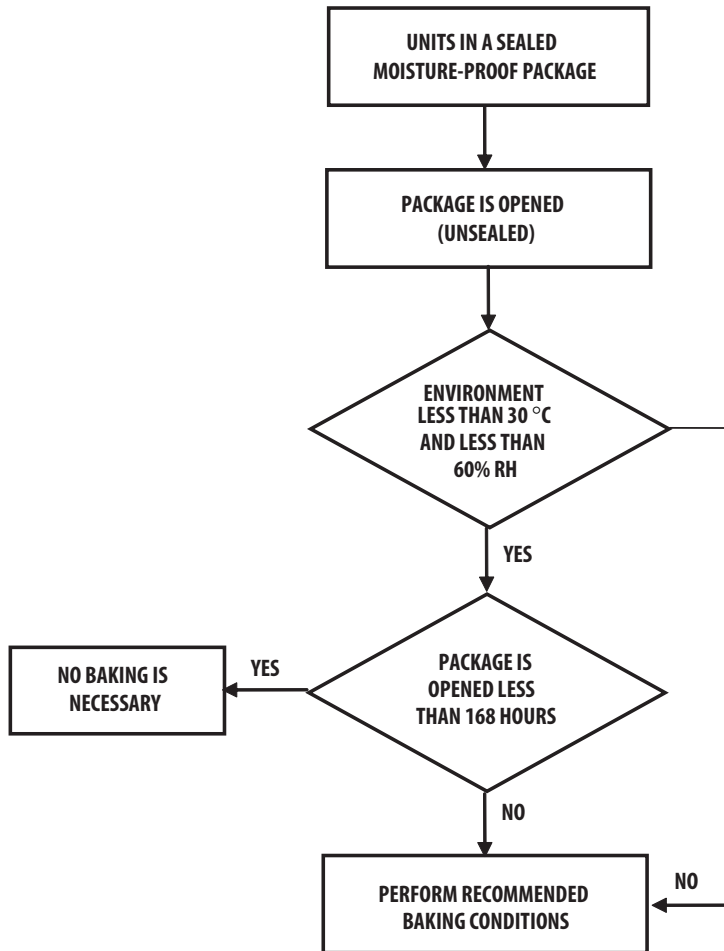 UNITS IN A SEALED
MOISTURE-PROOF PACKAGE
PACKAGE IS OPENED
(UNSEALED)
ENVIRONMENT
LESS THAN 30 °C
AND LESS THAN
60% RH
YES
PACKAGE IS
OPENED LESS
THAN 168 HOURS
YES
NO BAKING IS
NECESSARY
NO
PERFORM RECOMMENDED
BAKING CONDITIONS
NO